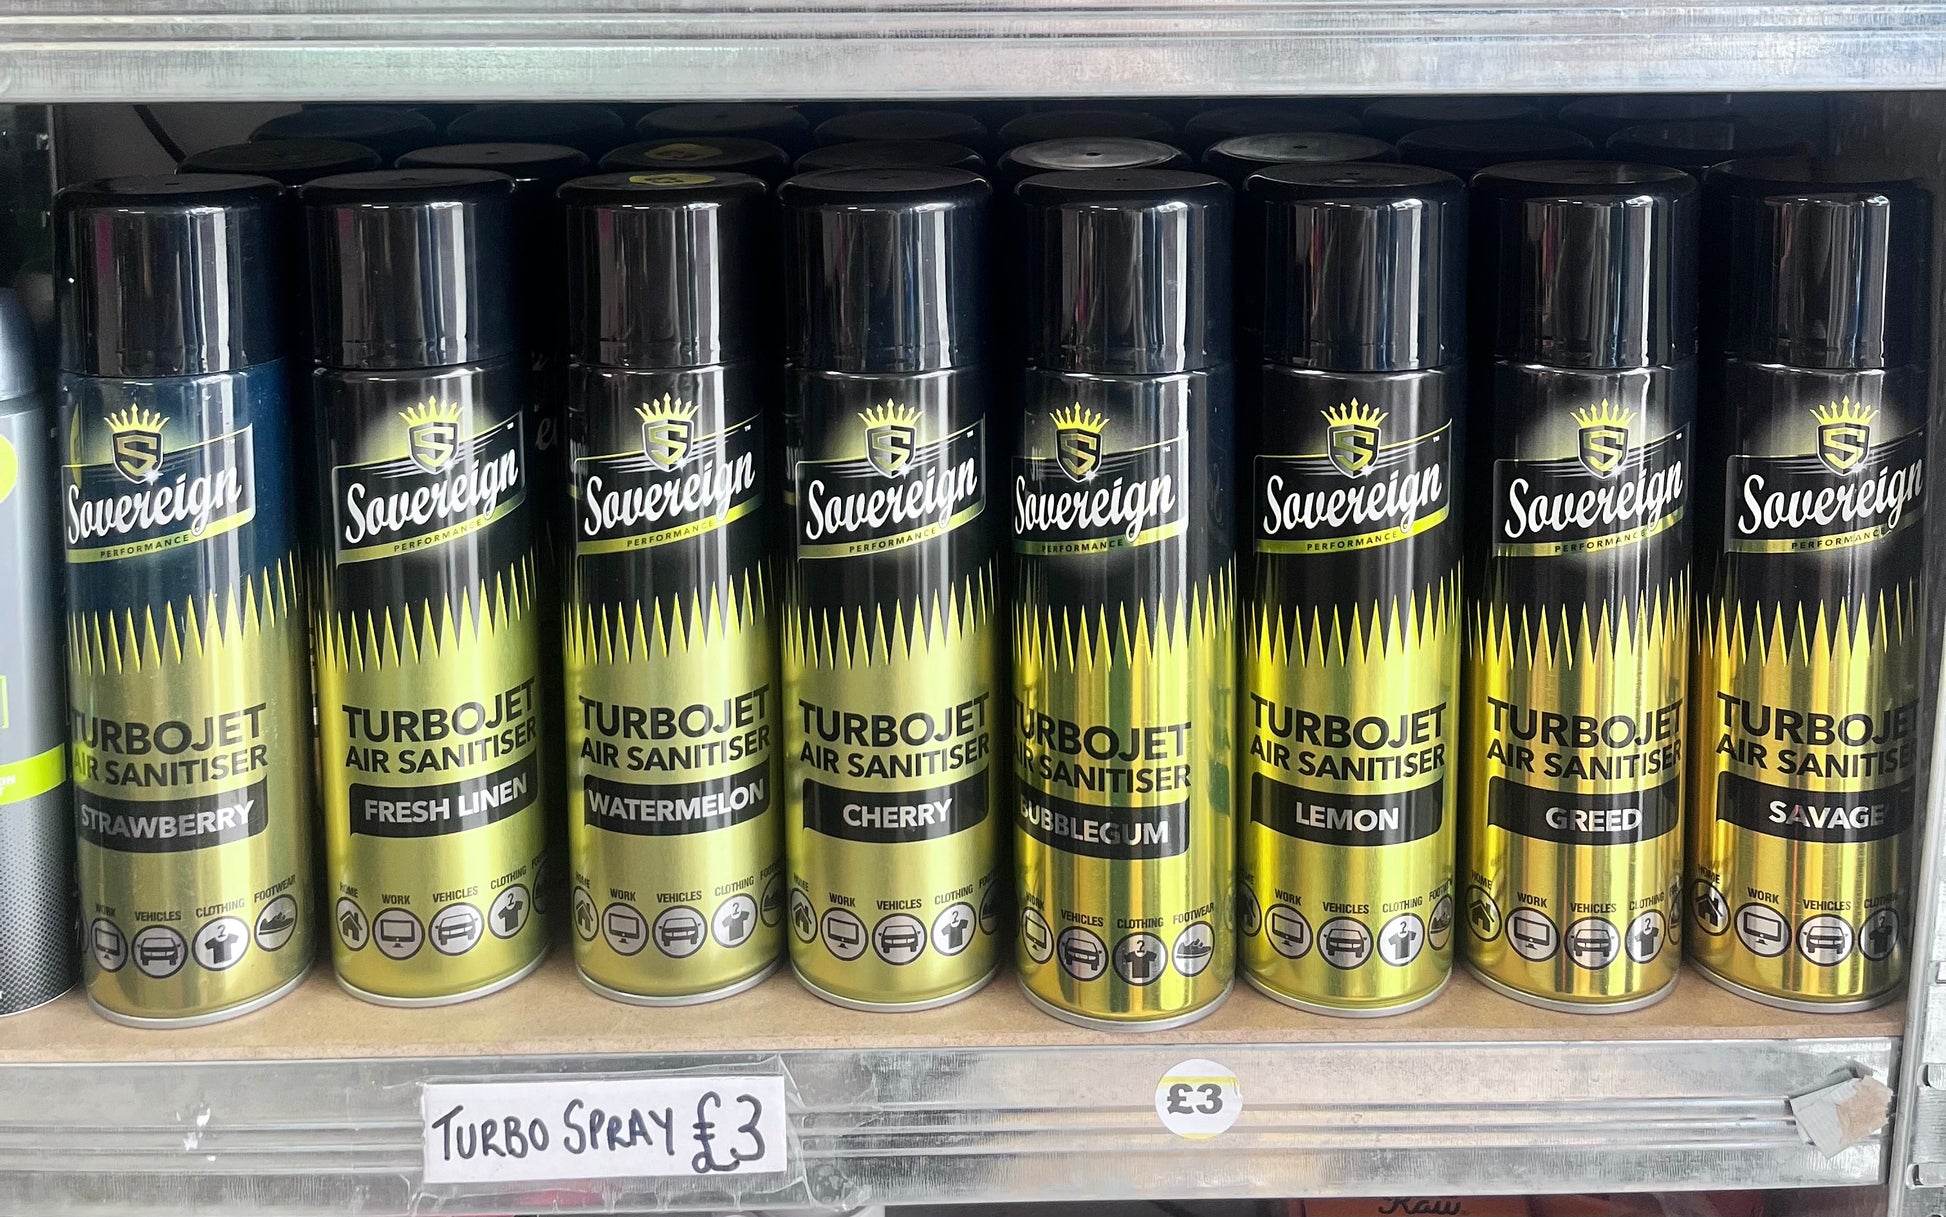 Sovereign
PERFORMANCE
TURBOJET
AIR SANITISER
STRAWBERRY
WORK VEHICLES CLOTHING FOOTWEAR
Sovereign
PERFORMANCE
TURBOJET
AIR SANITISER
FRESH LINEN
HOME WORK VEHICLES CLOTHING
Sovereign
PERFORMANCE
TURBOJET
AIR SANITISER
WATERMELON
HOME WORK VEHICLES CLOTHING
Sovereign
PERFORMANCE
TURBOJET
AIR SANITISER
CHERRY
HOME WORK VEHICLES CLOTHING
Sovereign
PERFORMANCE
TURBOJET
AIR SANITISER
BUBBLEGUM
WORK VEHICLES CLOTHING FOOTWEAR
Sovereign
PERFORMANCE
TURBOJET
AIR SANITISER
LEMON
WORK VEHICLES CLOTHING
Sovereign
PERFORMANCE
TURBOJET
AIR SANITISER
GREED
HOME WORK VEHICLES CLOTHING
Sovereign
PERFORMANCE
TURBOJET
AIR SANITISER
SAVAGE
HOME WORK VEHICLES
TURBO SPRAY £3
£3
Raw